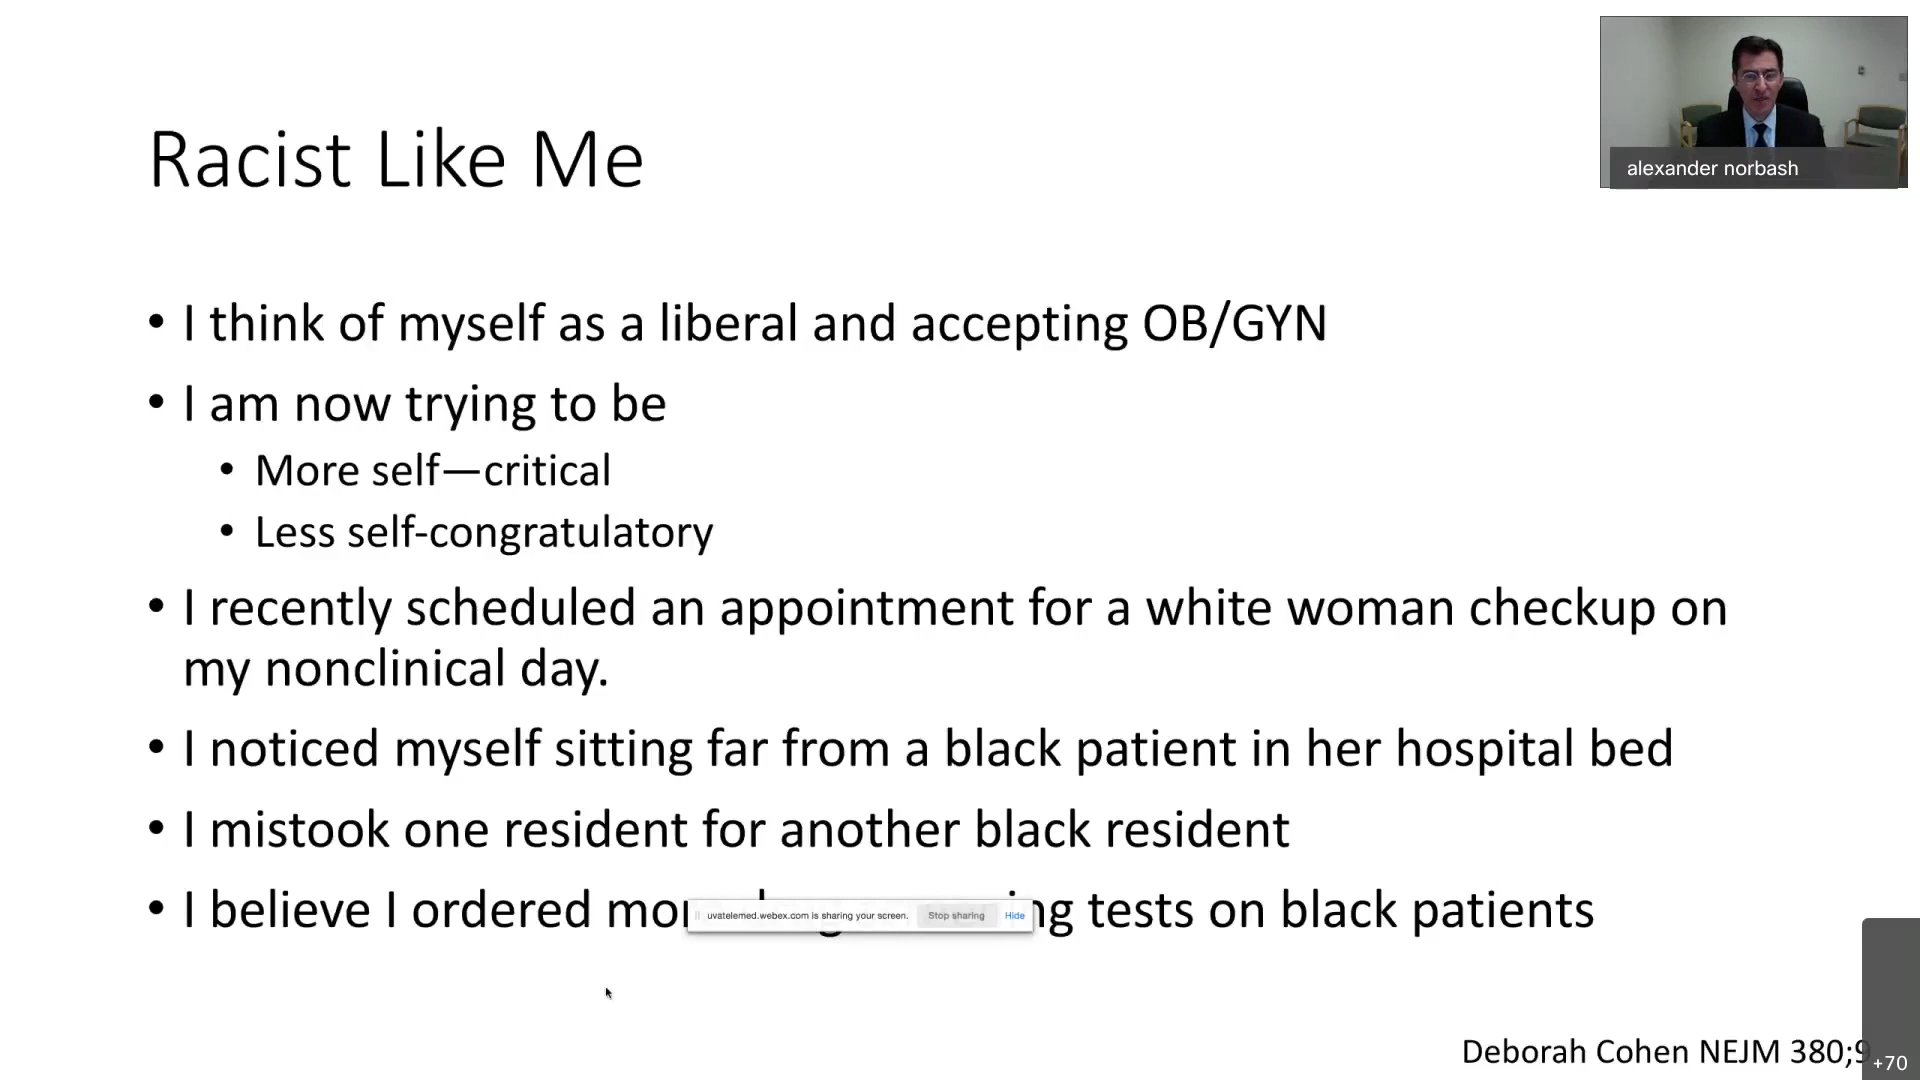 alexander norbash
Racist Like Me
• I think of myself as a liberal and accepting OB/GYN
• I am now trying to be
• More self—critical
• Less self-congratulatory
• I recently scheduled an appointment for a white woman checkup on
my nonclinical day.
• I noticed myself sitting far from a black patient in her hospital bed
• I mistook one resident for another black resident
• I believe I ordered tests on black patients
uvatelemed.webex.com is sharing your screen. Stop sharing Hide
Deborah Cohen NEJM 380;9
+70